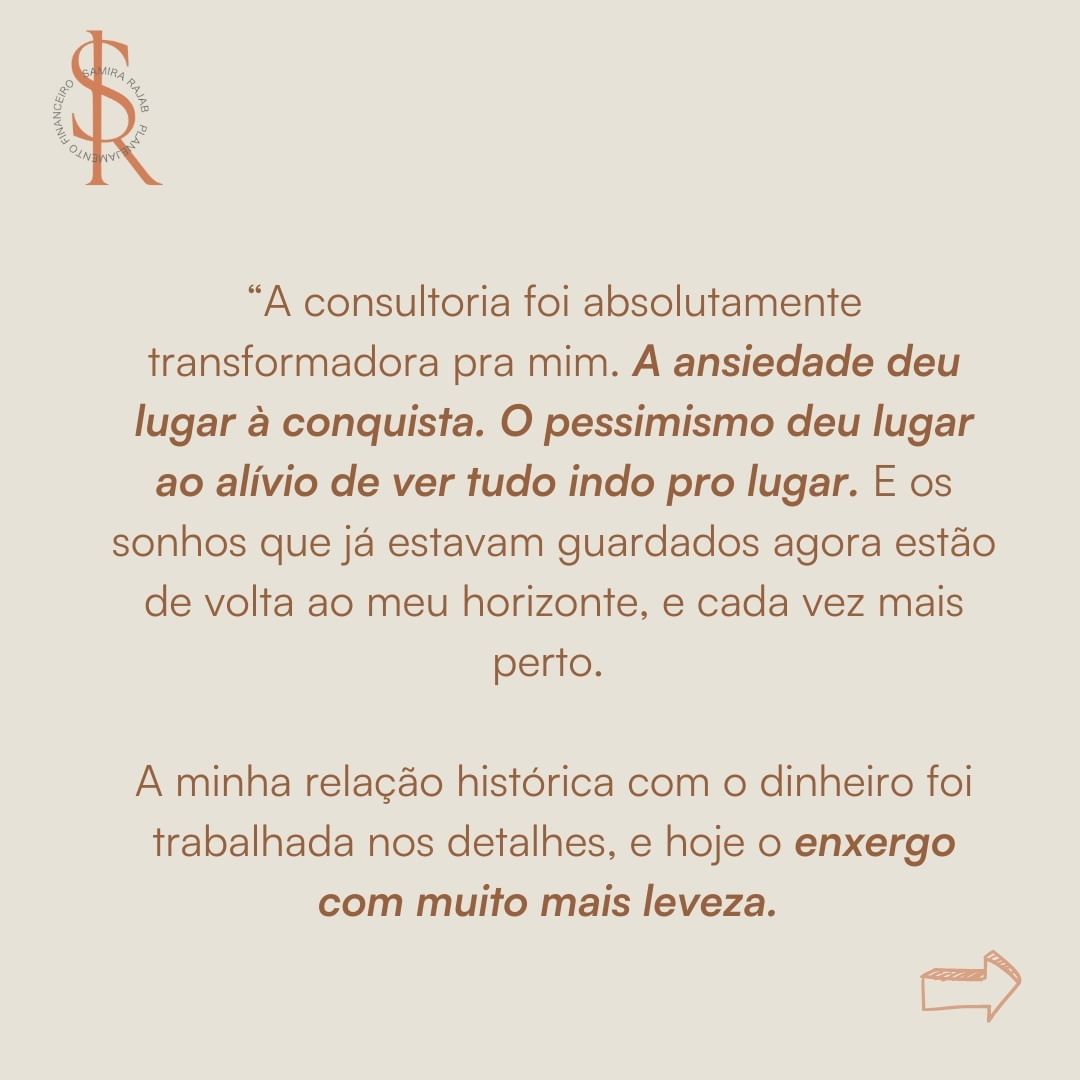 SR
SAMIRA RAJAB PLANEJAMENTO FINANCEIRO
“A consultoria foi absolutamente
transformadora pra mim. A ansiedade deu
lugar à conquista. O pessimismo deu lugar
ao alívio de ver tudo indo pro lugar. E os
sonhos que já estavam guardados agora estão
de volta ao meu horizonte, e cada vez mais
perto.
A minha relação histórica com o dinheiro foi
trabalhada nos detalhes, e hoje o enxergo
com muito mais leveza.